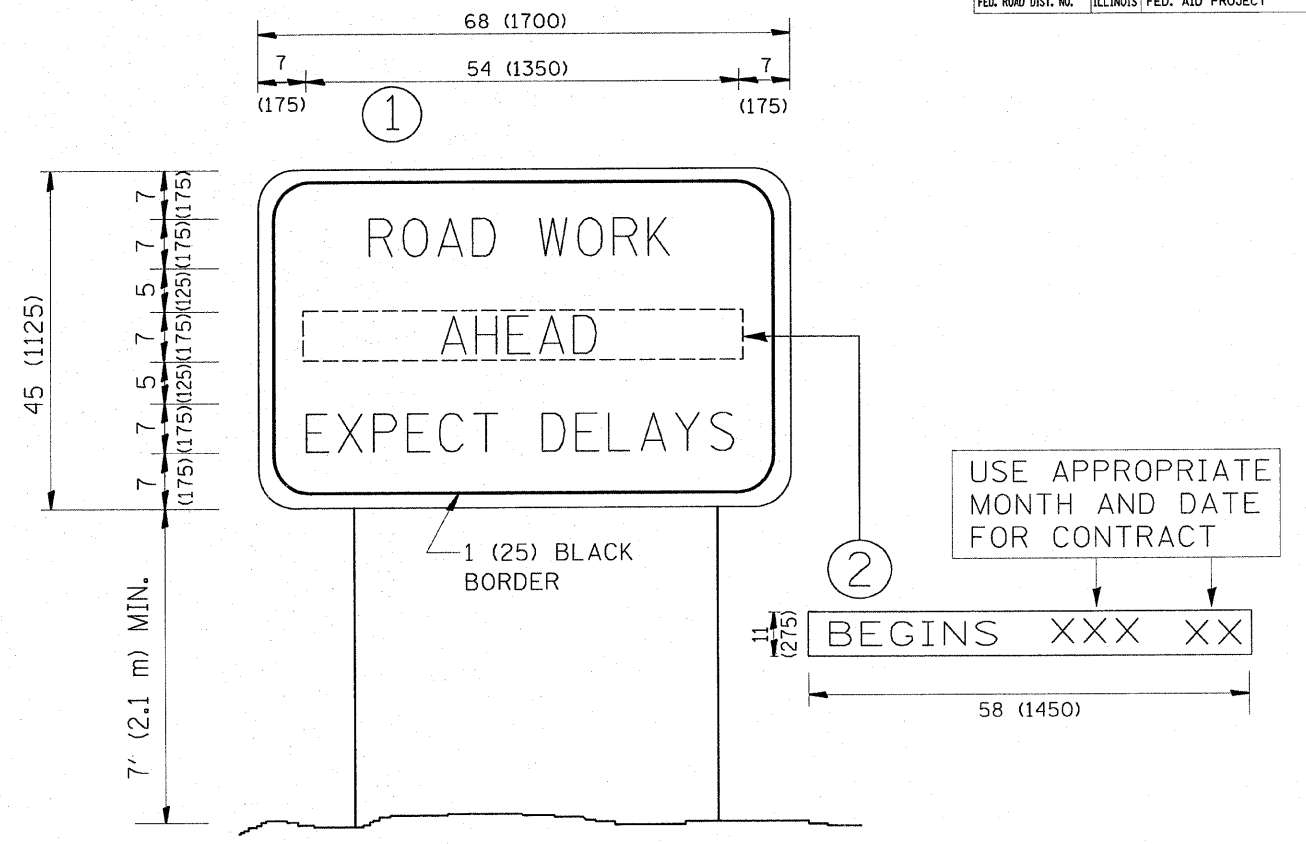 FED. ROAD DIST. NO. ILLINOIS FED. AID PROJECT
68 (1700)
7 54 (1350) 7
(175) (175)
1
7 (175)
7 (175)
5 (125)
7 (175)
5 (125)
7 (175)
7 (175)
45 (1125)
ROAD WORK
AHEAD
EXPECT DELAYS
1 (25) BLACK
BORDER
7' (2.1 m) MIN.
2
USE APPROPRIATE
MONTH AND DATE
FOR CONTRACT
11
(275)
BEGINS XXX XX
58 (1450)